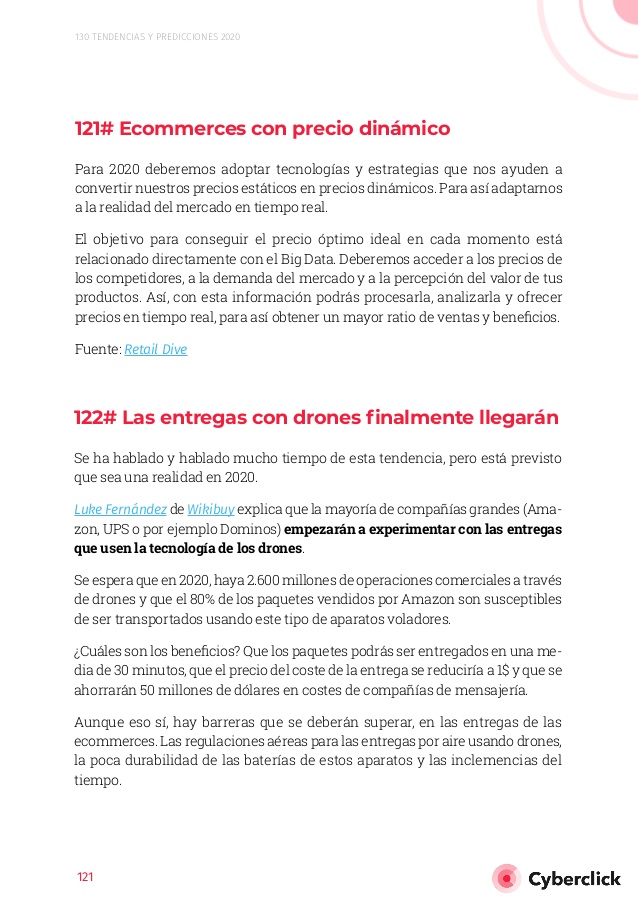 130 TENDENCIAS Y PREDICCIONES 2020
121# Ecommerces con precio dinámico
Para 2020 deberemos adoptar tecnologías y estrategias que nos ayuden a
convertir nuestros precios estáticos en precios dinámicos. Para así adaptarnos
a la realidad del mercado en tiempo real.
El objetivo para conseguir el precio óptimo ideal en cada momento está
relacionado directamente con el Big Data. Deberemos acceder a los precios de
los competidores, a la demanda del mercado y a la percepción del valor de tus
productos. Así, con esta información podrás procesarla, analizarla y ofrecer
precios en tiempo real, para así obtener un mayor ratio de ventas y beneficios.
Fuente: Retail Dive
122# Las entregas con drones finalmente llegarán
Se ha hablado y hablado mucho tiempo de esta tendencia, pero está previsto
que sea una realidad en 2020.
Luke Fernández de Wikibuy explica que la mayoría de compañías grandes (Ama-
zon, UPS o por ejemplo Dominos) empezarán a experimentar con las entregas
que usen la tecnología de los drones.
Se espera que en 2020, haya 2.600 millones de operaciones comerciales a través
de drones y que el 80% de los paquetes vendidos por Amazon son susceptibles
de ser transportados usando este tipo de aparatos voladores.
¿Cuáles son los beneficios? Que los paquetes podrás ser entregados en una me-
dia de 30 minutos, que el precio del coste de la entrega se reduciría a 1$ y que se
ahorrarán 50 millones de dólares en costes de compañías de mensajería.
Aunque eso sí, hay barreras que se deberán superar, en las entregas de las
ecommerces. Las regulaciones aéreas para las entregas por aire usando drones,
la poca durabilidad de las baterías de estos aparatos y las inclemencias del
tiempo.
121
Cyberclick